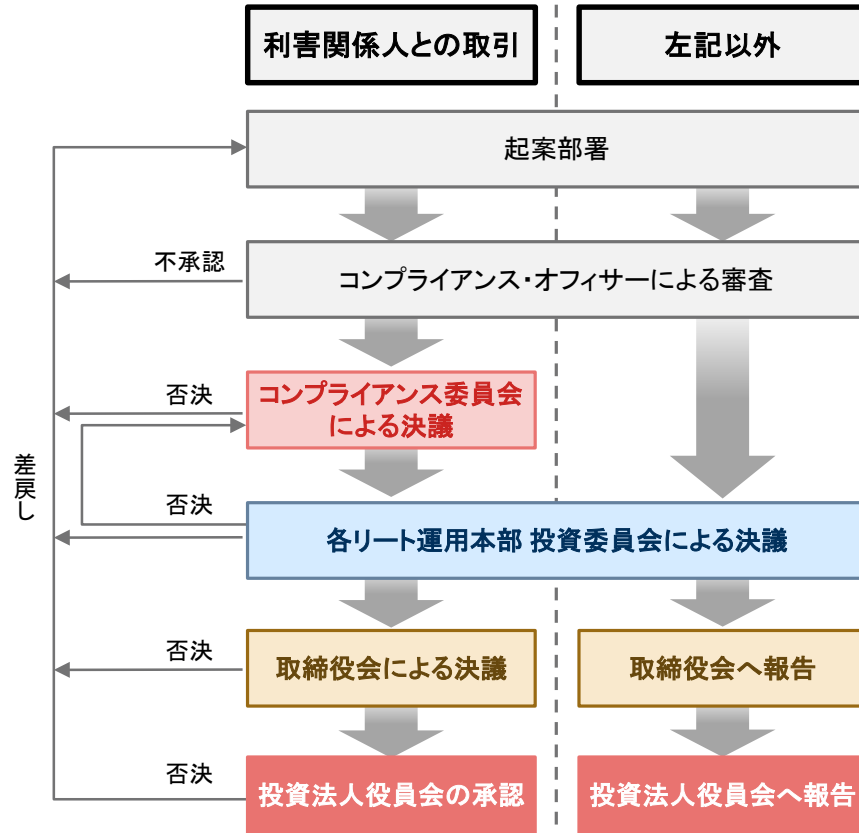 利害関係人との取引
左記以外
起案部署
不承認
コンプライアンス・オフィサーによる審査
否決
コンプライアンス委員会
による決議
差戻し
否決
各リート運用本部 投資委員会による決議
否決
取締役会による決議
取締役会へ報告
否決
投資法人役員会の承認
投資法人役員会へ報告